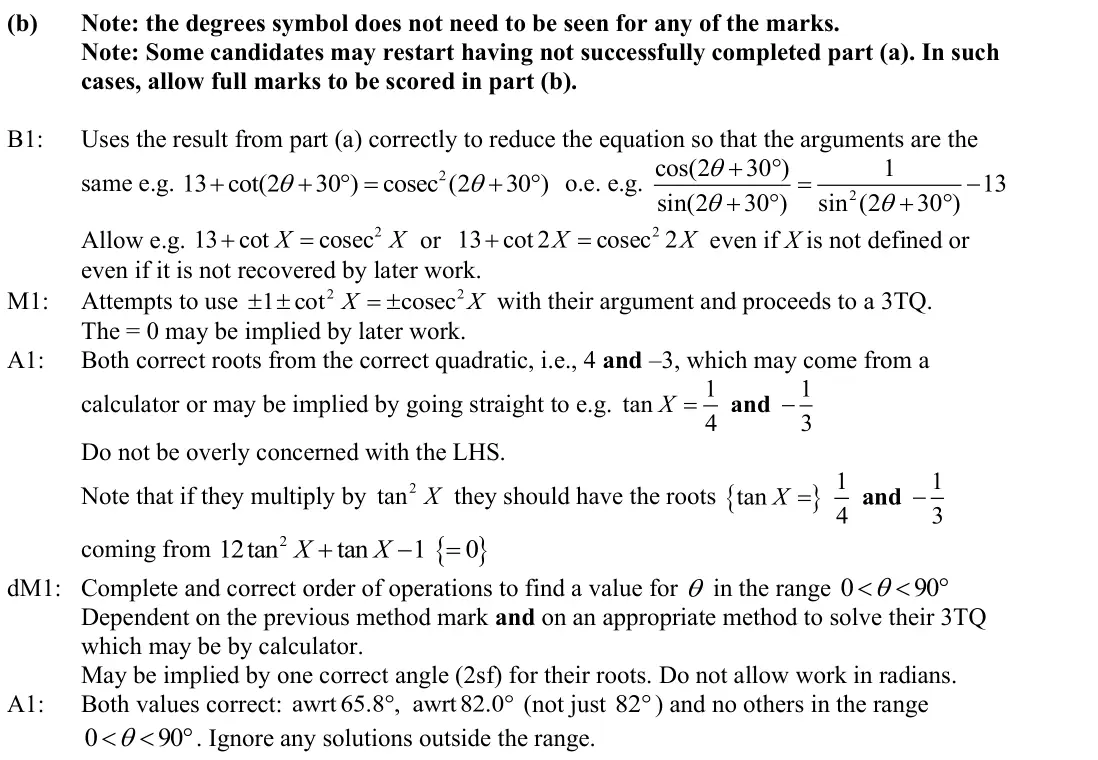 (b) Note: the degrees symbol does not need to be seen for any of the marks.
Note: Some candidates may restart having not successfully completed part (a). In such
cases, allow full marks to be scored in part (b).
B1: Uses the result from part (a) correctly to reduce the equation so that the arguments are the
same e.g. 13 + cot(2θ + 30°) = cosec²(2θ + 30°) o.e. e.g. cos(2θ + 30°)/sin(2θ + 30°) = 1/sin²(2θ + 30°) − 13
Allow e.g. 13 + cot X = cosec² X or 13 + cot 2X = cosec² 2X even if X is not defined or
even if it is not recovered by later work.
M1: Attempts to use ±1 ± cot² X = ±cosec² X with their argument and proceeds to a 3TQ.
The = 0 may be implied by later work.
A1: Both correct roots from the correct quadratic, i.e., 4 and –3, which may come from a
calculator or may be implied by going straight to e.g. tan X = 1/4 and −1/3
Do not be overly concerned with the LHS.
Note that if they multiply by tan² X they should have the roots {tan X =} 1/4 and −1/3
coming from 12 tan² X + tan X − 1 {= 0}
dM1: Complete and correct order of operations to find a value for θ in the range 0 < θ < 90°
Dependent on the previous method mark and on an appropriate method to solve their 3TQ
which may be by calculator.
May be implied by one correct angle (2sf) for their roots. Do not allow work in radians.
A1: Both values correct: awrt 65.8°, awrt 82.0° (not just 82°) and no others in the range
0 < θ < 90°. Ignore any solutions outside the range.